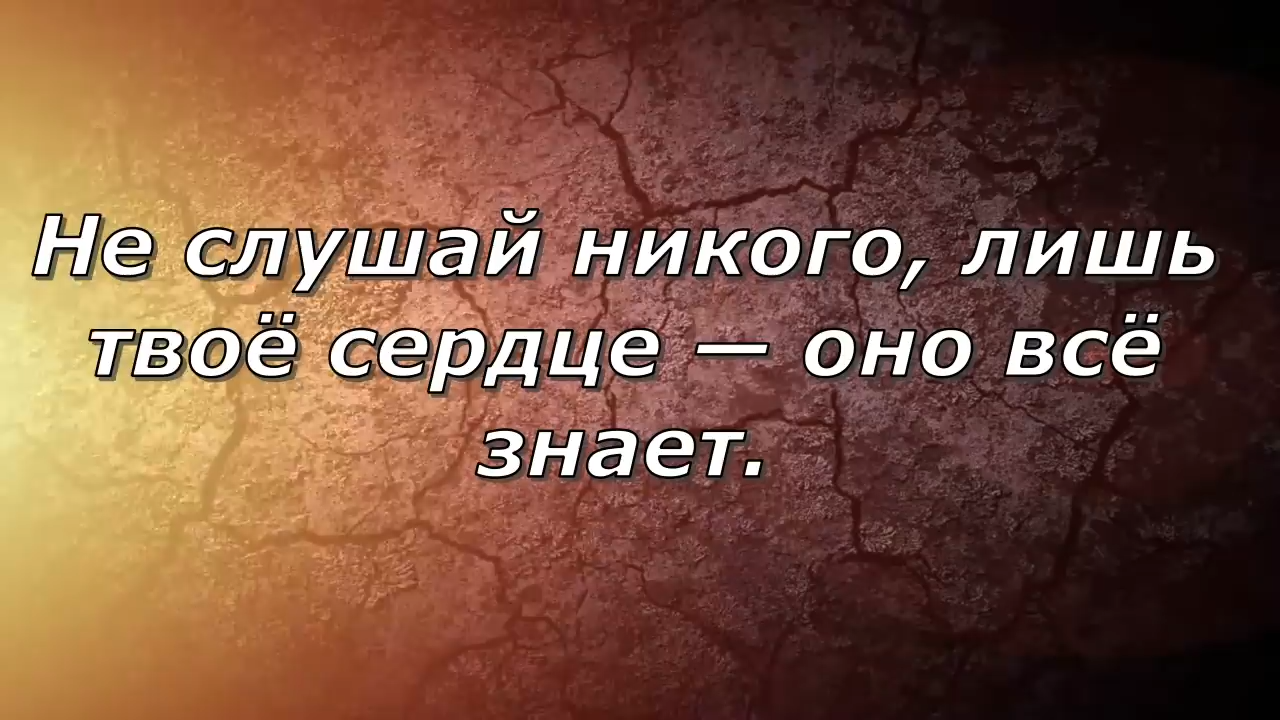 Не слушай никого, лишь
твоё сердце — оно всё
знает.